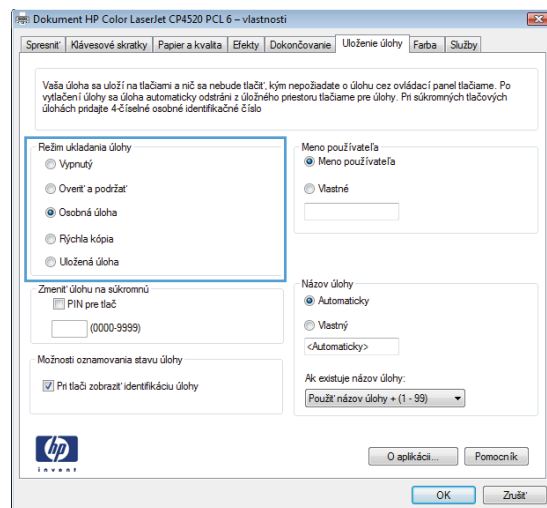 Dokument HP Color LaserJet CP4520 PCL 6 – vlastnosti
Spresniť Klávesové skratky Papier a kvalita Efekty Dokončovanie Uloženie úlohy Farba Služby
Vaša úloha sa uloží na tlačiarni a nič sa nebude tlačiť, kým nepožiadate o úlohu cez ovládací panel tlačiarne. Po
vytlačení úlohy sa úloha automaticky odstráni z úložného priestoru tlačiarne pre úlohy. Pri súkromných tlačových
úlohách pridajte 4-číselné osobné identifikačné číslo
Režim ukladania úlohy
Vypnutý
Overiť a podržať
Osobná úloha
Rýchla kópia
Uložená úloha
Meno používateľa
Meno používateľa
Vlastné
Zmeniť úlohu na súkromnú
PIN pre tlač
(0000-9999)
Názov úlohy
Automaticky
Vlastný
<Automaticky>
Možnosti oznamovania stavu úlohy
Pri tlači zobraziť identifikáciu úlohy
Ak existuje názov úlohy:
Použiť názov úlohy + (1 - 99)
hp
invent
O aplikácii...
Pomocník
OK
Zrušiť